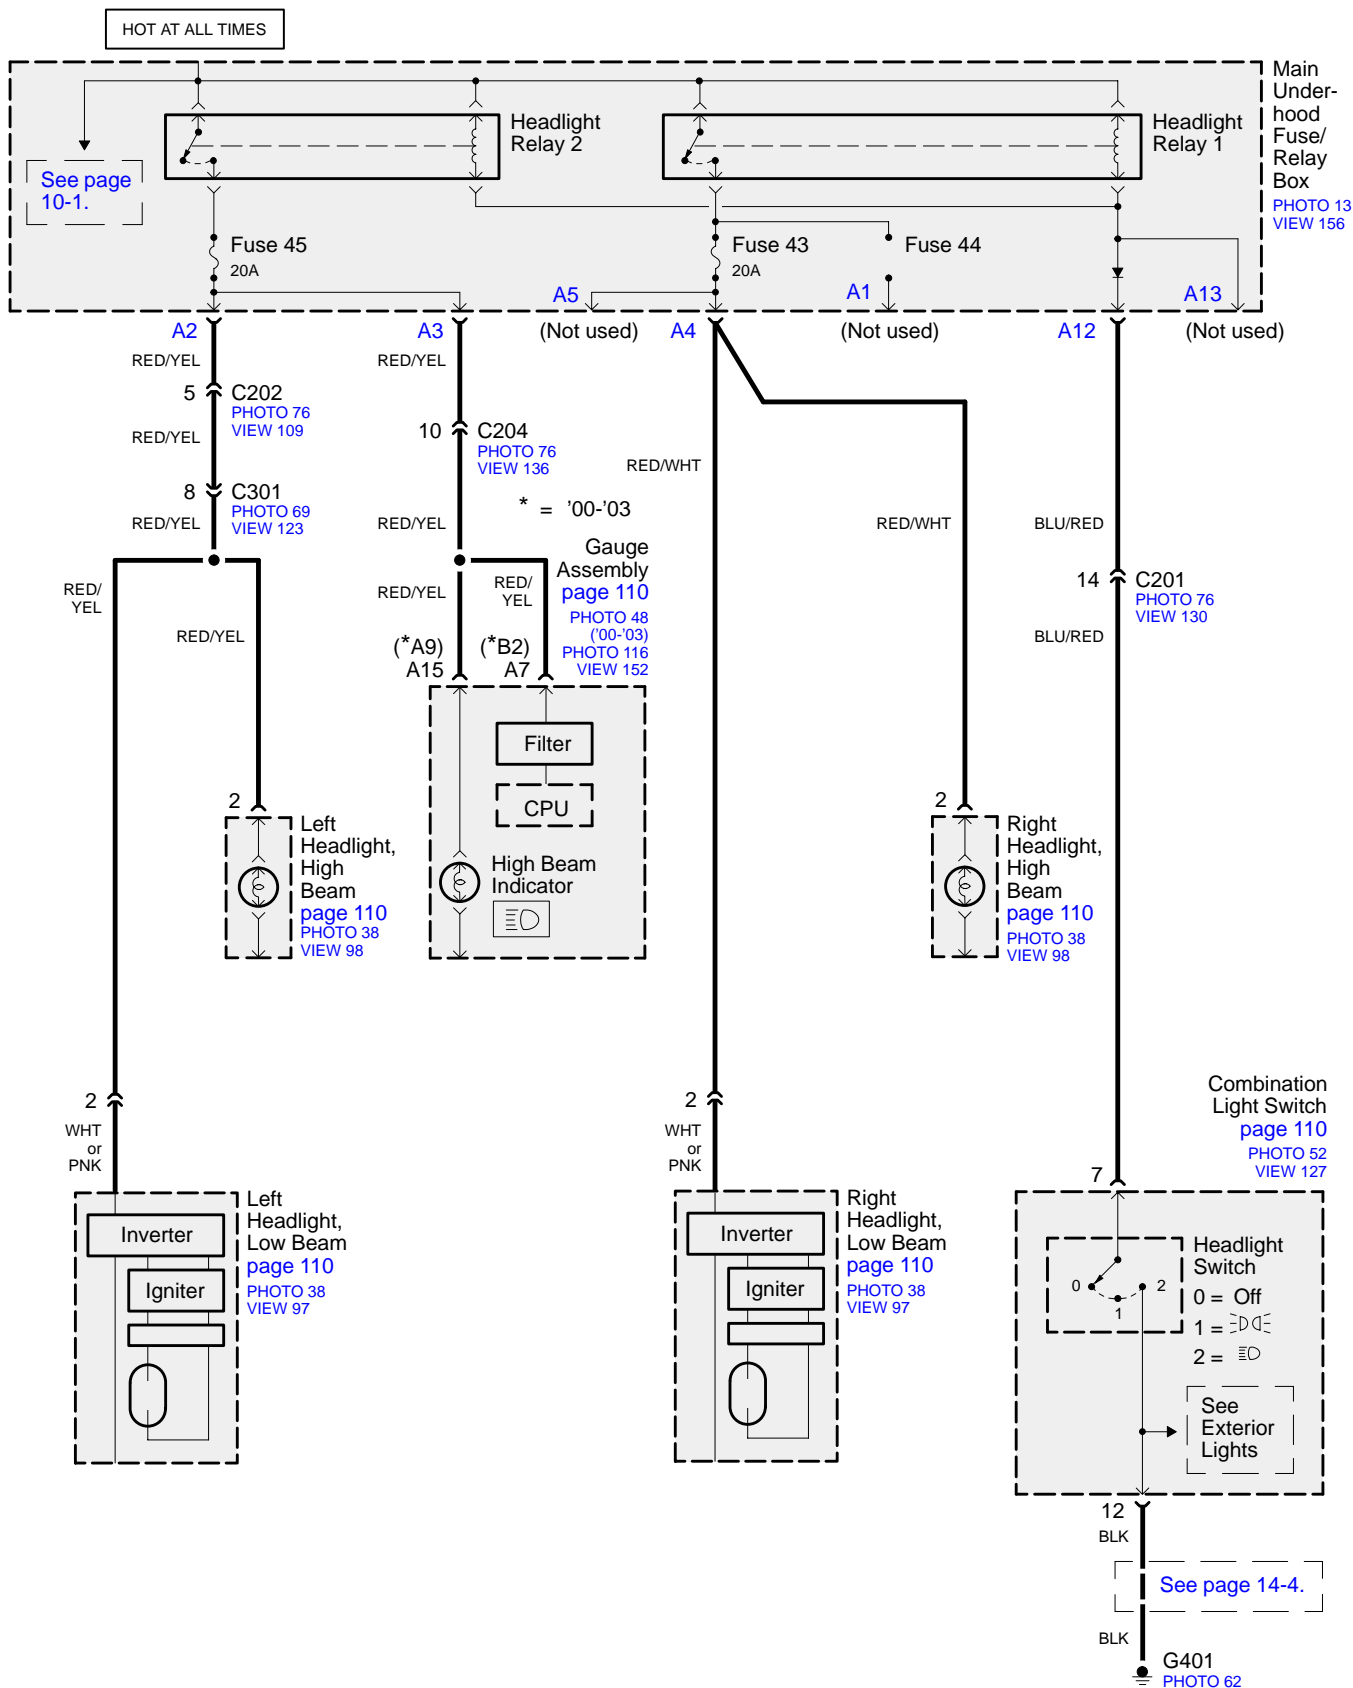 HOT AT ALL TIMES
Main
Under-
hood
Fuse/
Relay
Box
PHOTO 13
VIEW 156
Headlight
Relay 2
Headlight
Relay 1
See page
10-1.
Fuse 45
20A
Fuse 43
20A
Fuse 44
A5
A1
A13
A2
A3
(Not used)
A4
(Not used)
A12
(Not used)
RED/YEL
RED/YEL
5
C202
PHOTO 76
VIEW 109
RED/YEL
10
C204
PHOTO 76
VIEW 136
RED/WHT
8
C301
PHOTO 69
VIEW 123
RED/YEL
* = ’00-’03
RED/YEL
RED/WHT
BLU/RED
Gauge
Assembly
page 110
PHOTO 48
(’00-’03)
PHOTO 116
VIEW 152
RED/
YEL
RED/YEL
RED/
YEL
14
C201
PHOTO 76
VIEW 130
RED/YEL
BLU/RED
(*A9)
A15
(*B2)
A7
Filter
CPU
2
Left
Headlight,
High
Beam
page 110
PHOTO 38
VIEW 98
High Beam
Indicator
2
Right
Headlight,
High
Beam
page 110
PHOTO 38
VIEW 98
2
WHT
or
PNK
2
WHT
or
PNK
Combination
Light Switch
page 110
PHOTO 52
VIEW 127
7
Left
Headlight,
Low Beam
page 110
PHOTO 38
VIEW 97
Inverter
Igniter
Right
Headlight,
Low Beam
page 110
PHOTO 38
VIEW 97
Inverter
Igniter
Headlight
Switch
0 = Off
1 =
2 =
0
1
2
See
Exterior
Lights
12
BLK
See page 14-4.
BLK
G401
PHOTO 62